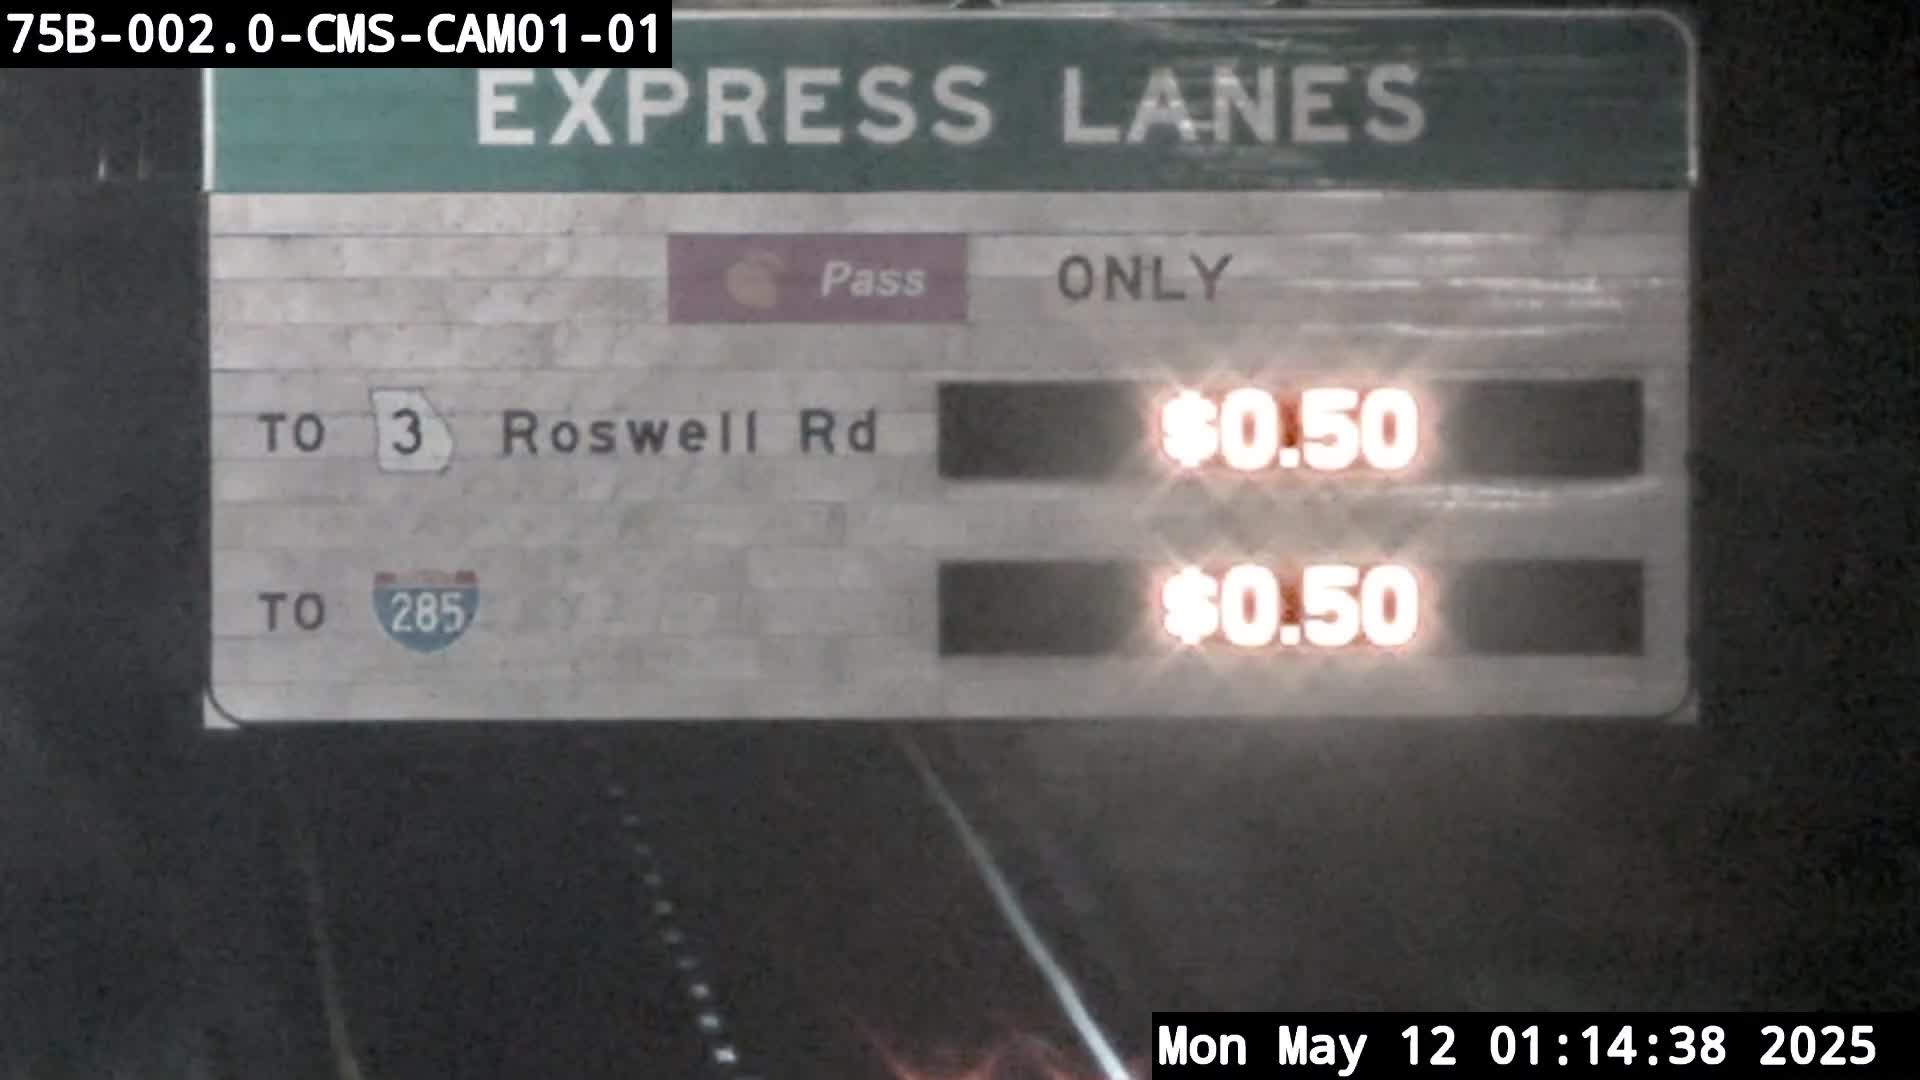 75B-002.0-CMS-CAM01-01
EXPRESS LANES
Pass ONLY
TO 3 Roswell Rd $0.50
TO 285 $0.50
Mon May 12 01:14:38 2025